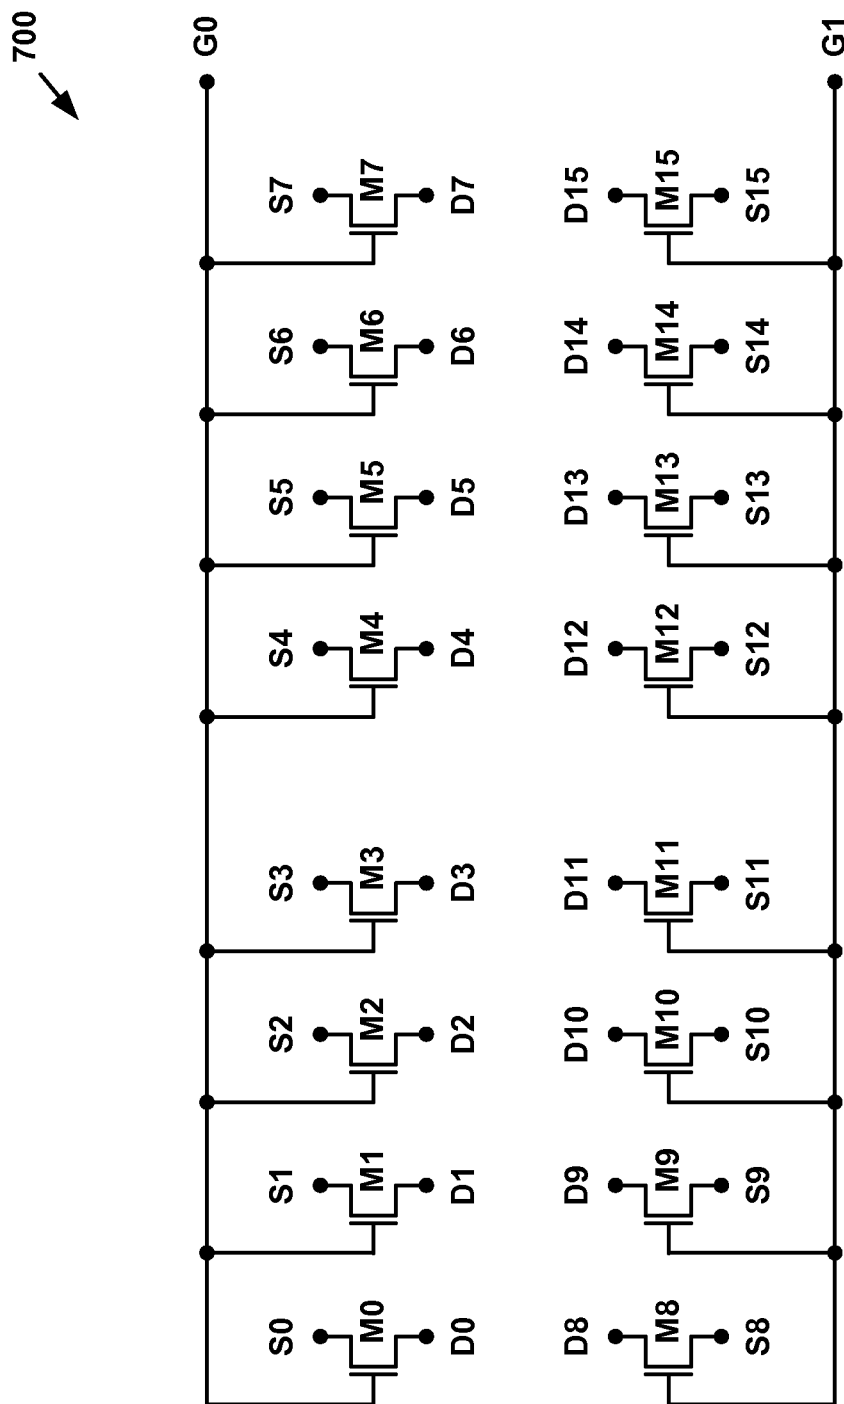 700
G0
S0 S1 S2 S3 S4 S5 S6 S7
M0 M1 M2 M3 M4 M5 M6 M7
D0 D1 D2 D3 D4 D5 D6 D7
D8 D9 D10 D11 D12 D13 D14 D15
M8 M9 M10 M11 M12 M13 M14 M15
S8 S9 S10 S11 S12 S13 S14 S15
G1